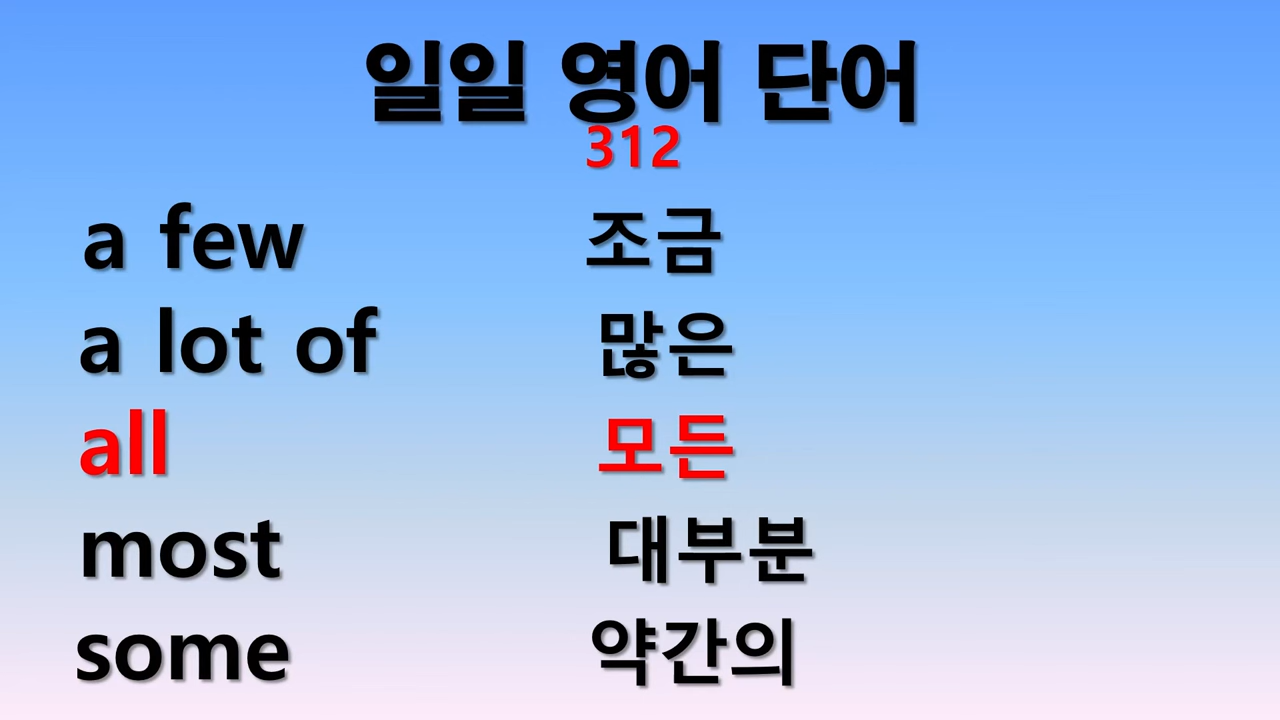 일일 영어 단어
312
a few 조금
a lot of 많은
all 모든
most 대부분
some 약간의